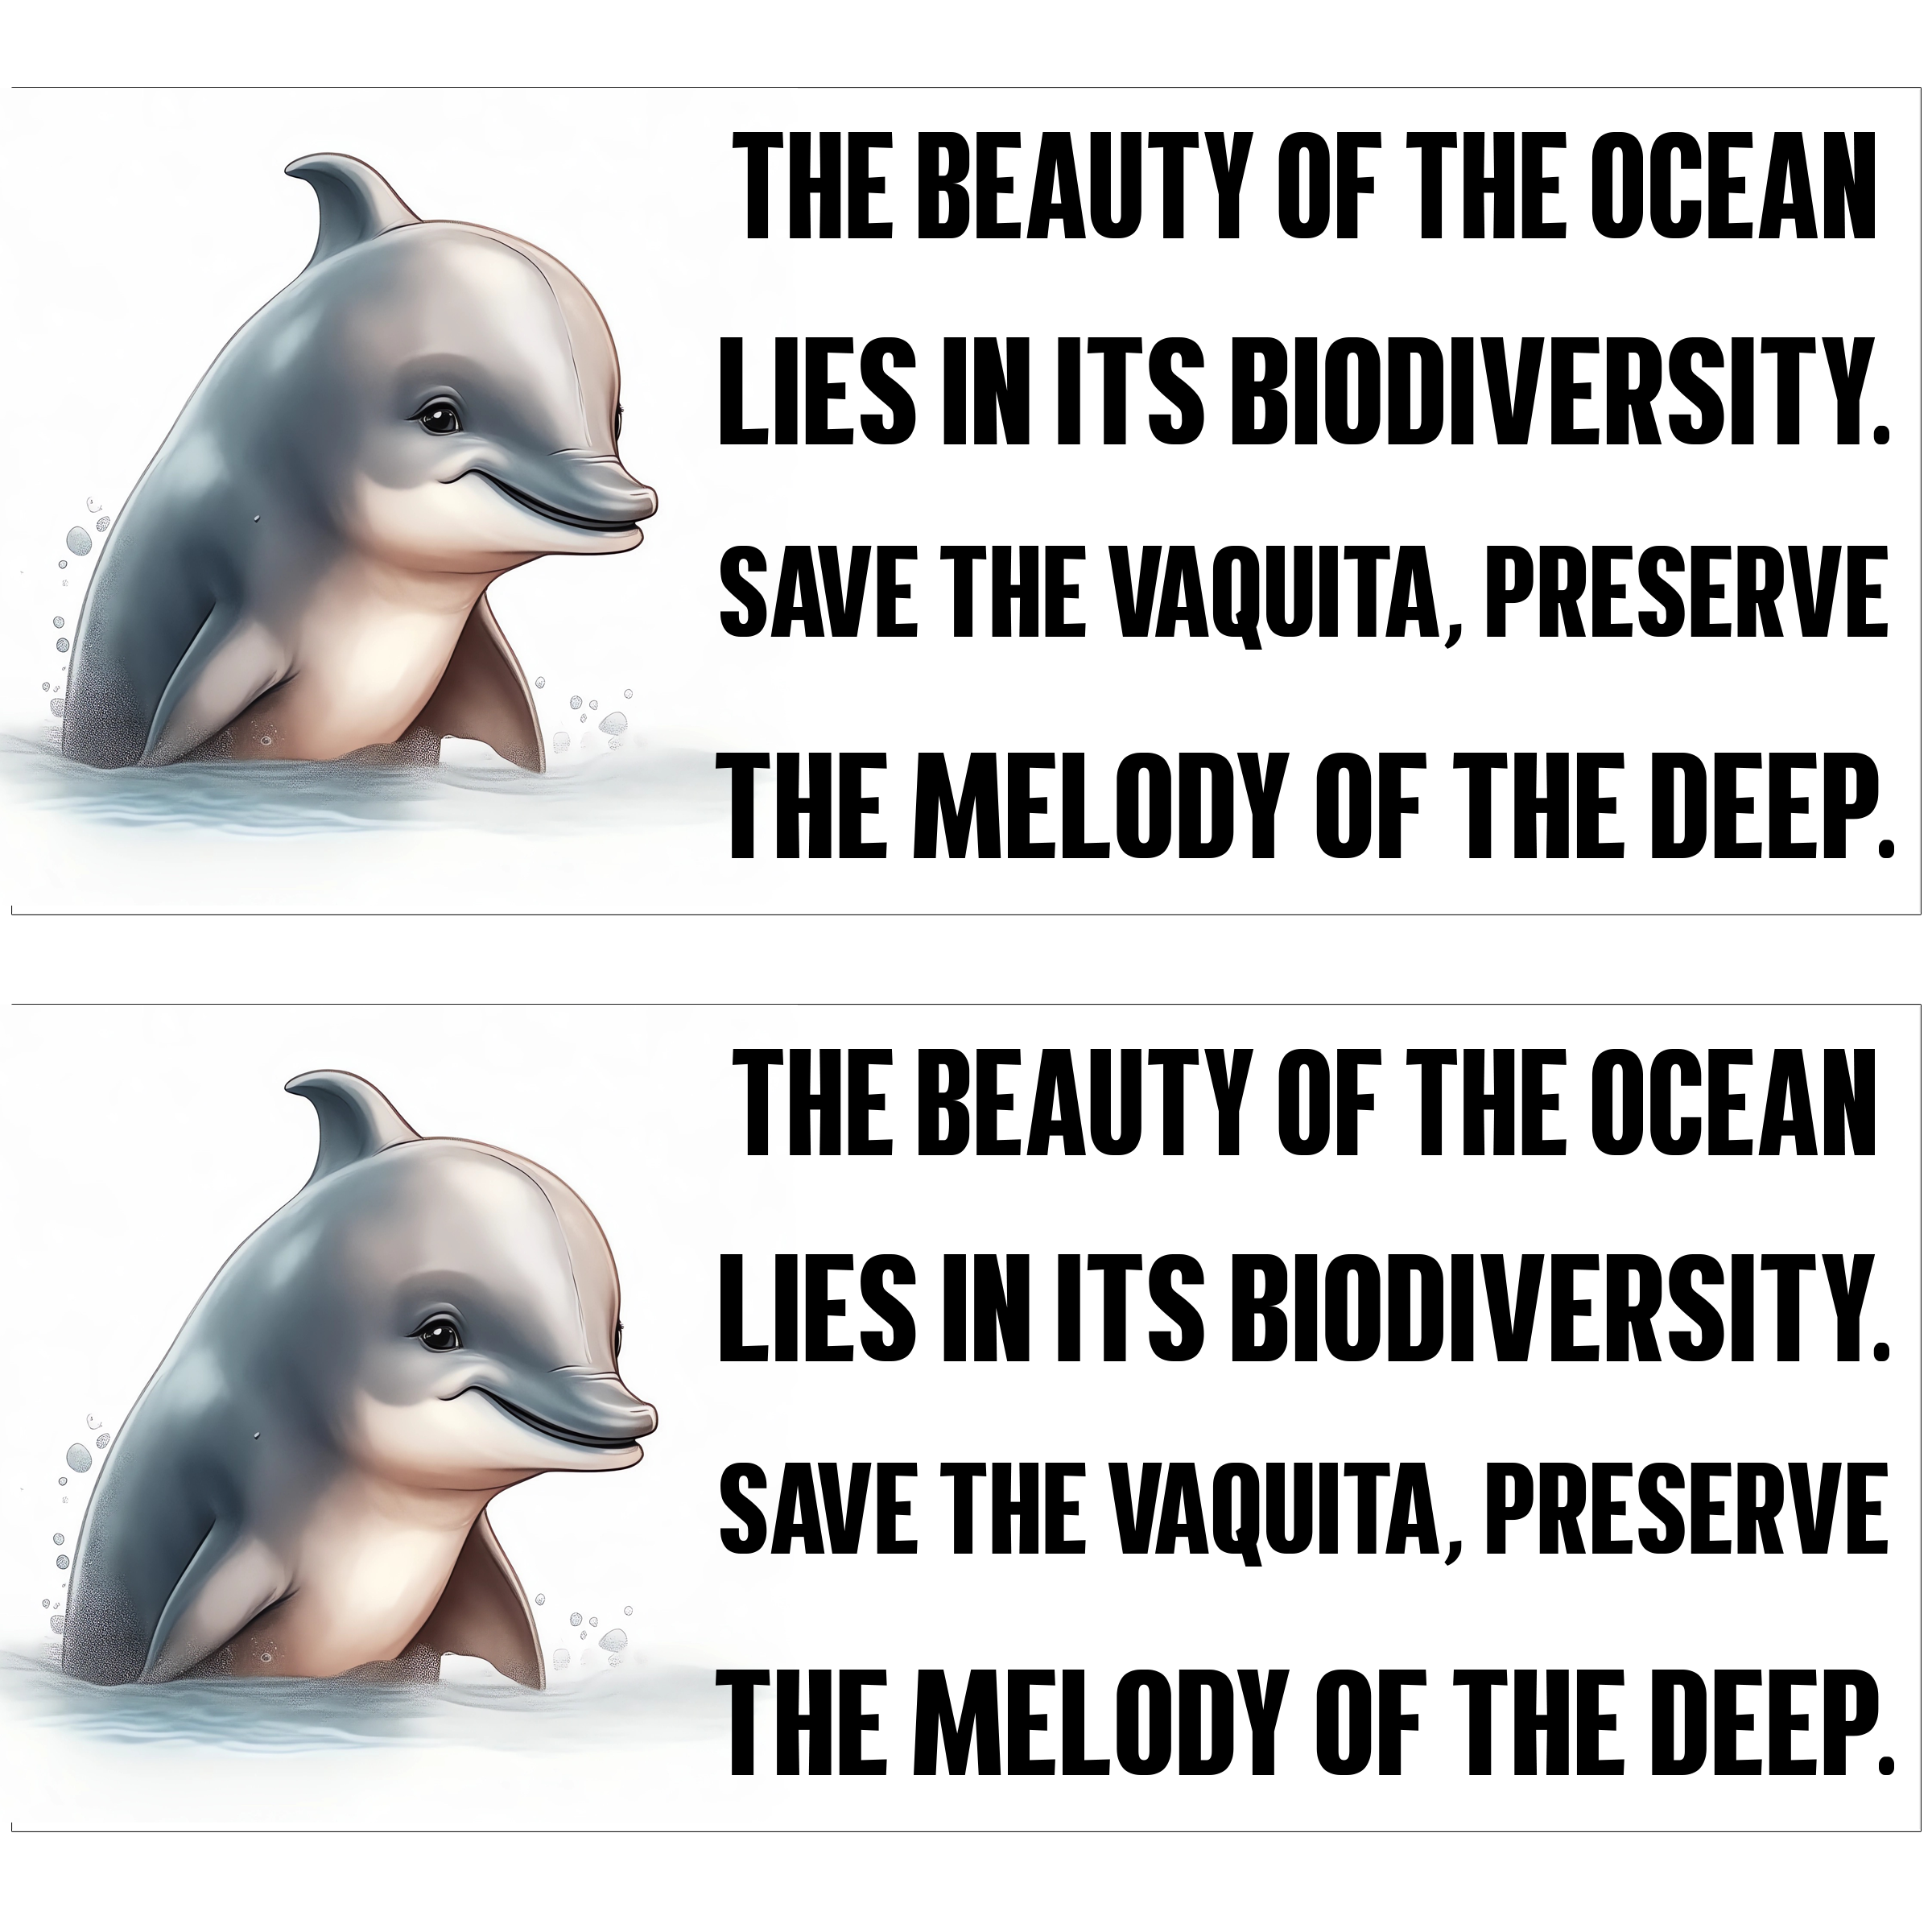 THE BEAUTY OF THE OCEAN
LIES IN ITS BIODIVERSITY.
SAVE THE VAQUITA, PRESERVE
THE MELODY OF THE DEEP.
THE BEAUTY OF THE OCEAN
LIES IN ITS BIODIVERSITY.
SAVE THE VAQUITA, PRESERVE
THE MELODY OF THE DEEP.